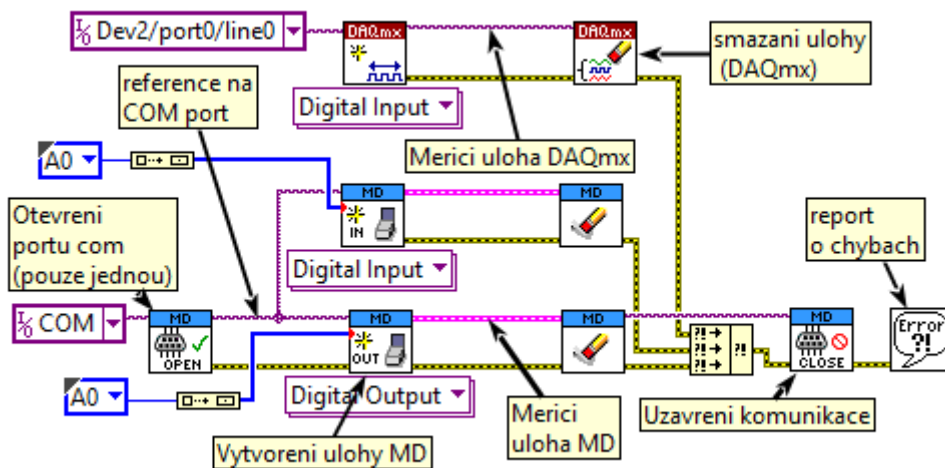 Dev2/port0/line0
DAQmx
DAQmx
smazani ulohy
(DAQmx)
reference na
COM port
Digital Input
Merici uloha DAQmx
A0
MD
MD
IN
Otevreni
portu com
(pouze jednou)
Digital Input
report
o chybach
COM
MD
OPEN
MD
OUT
MD
MD
CLOSE
Error
?!
?!
?!
?!
?!
A0
Digital Output
Merici
uloha MD
Uzavreni komunikace
Vytvoreni ulohy MD